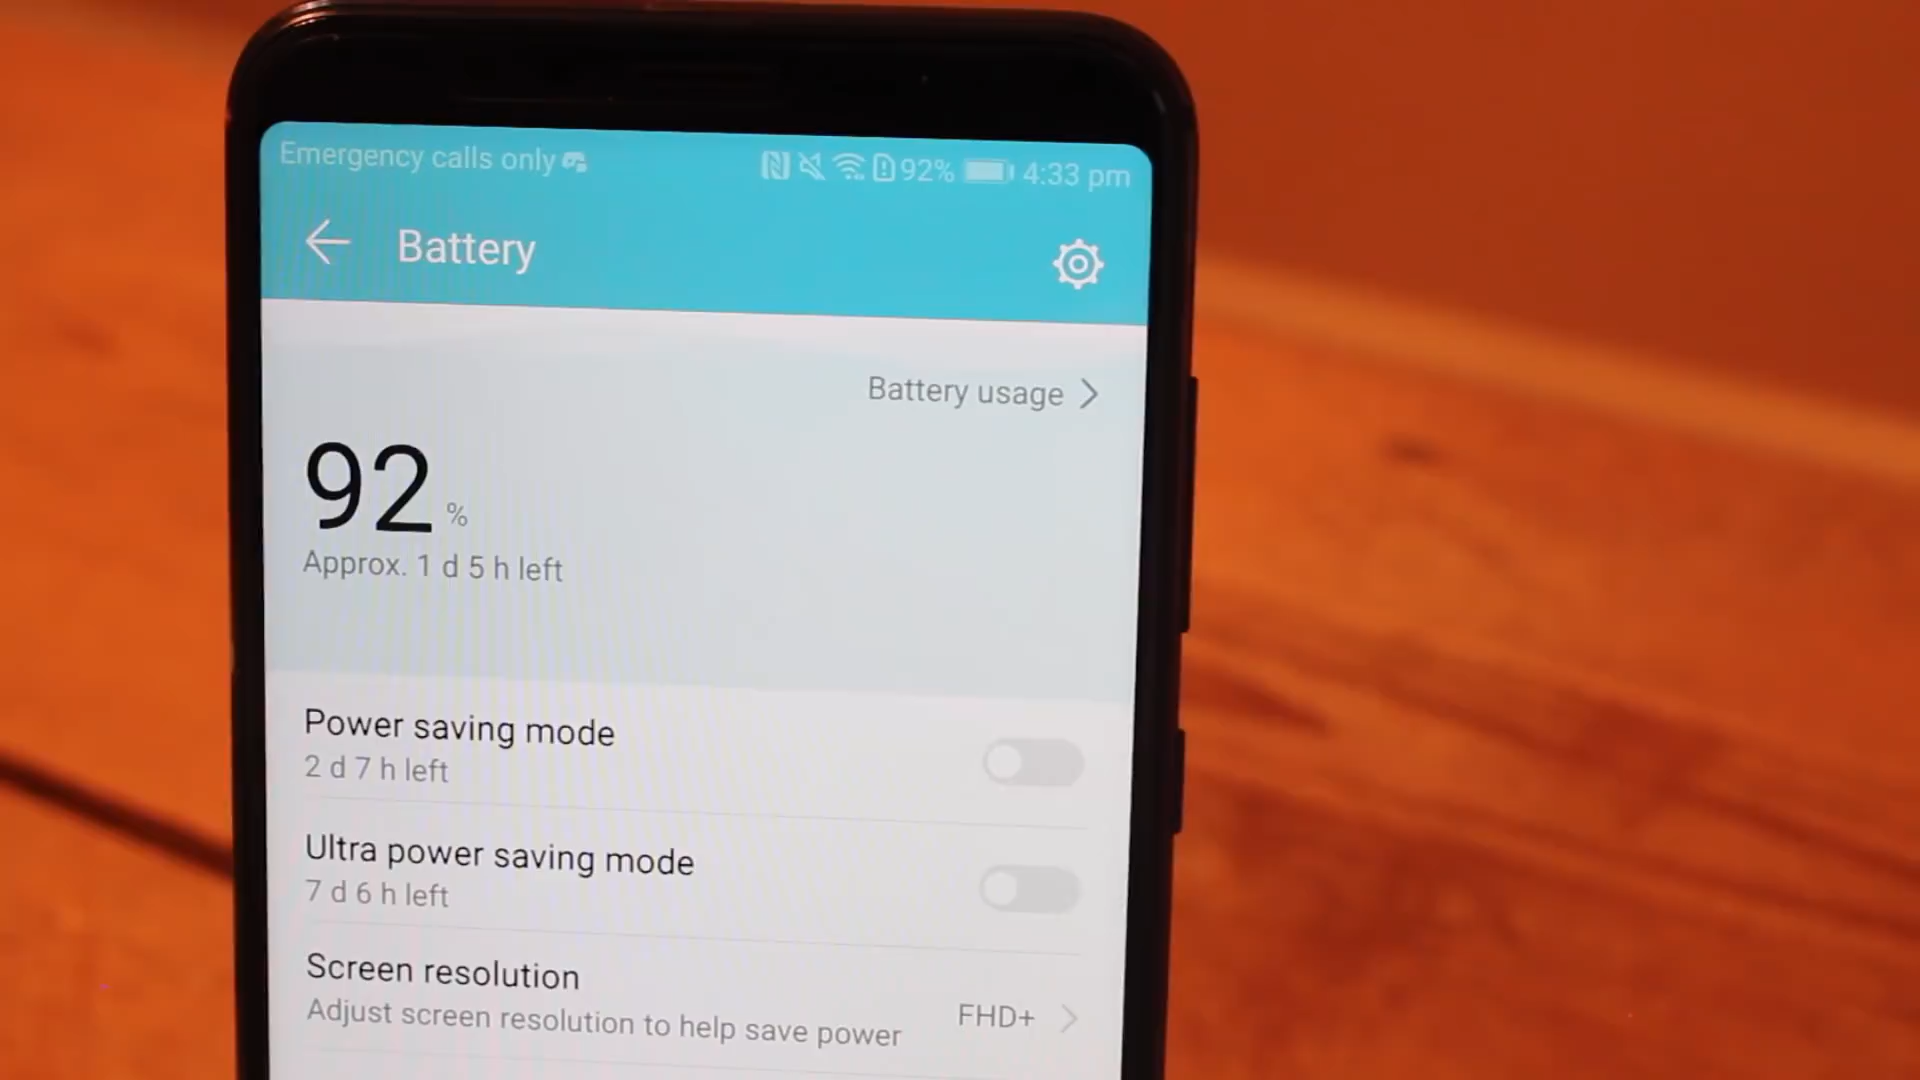 Emergency calls only 92% 4:33 pm
Battery
Battery usage
92 %
Approx. 1 d 5 h left
Power saving mode
2 d 7 h left
Ultra power saving mode
7 d 6 h left
Screen resolution
Adjust screen resolution to help save power
FHD+